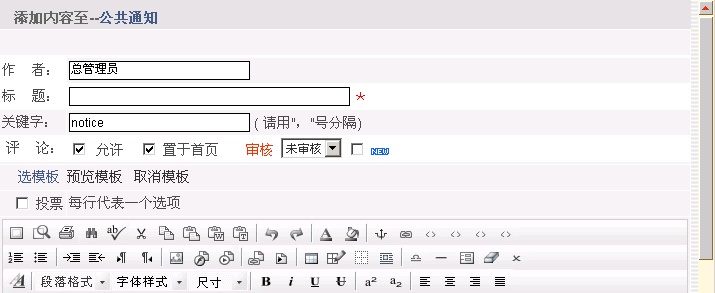 添加内容至--公共通知
作 者： 总管理员
标 题： *
关键字： notice (请用", "号分隔)
评 论： 允许 置于首页 审核 未审核 NEW
选模板 预览模板 取消模板
投票 每行代表一个选项
段落格式 字体样式 尺寸 B I U U a² a₂